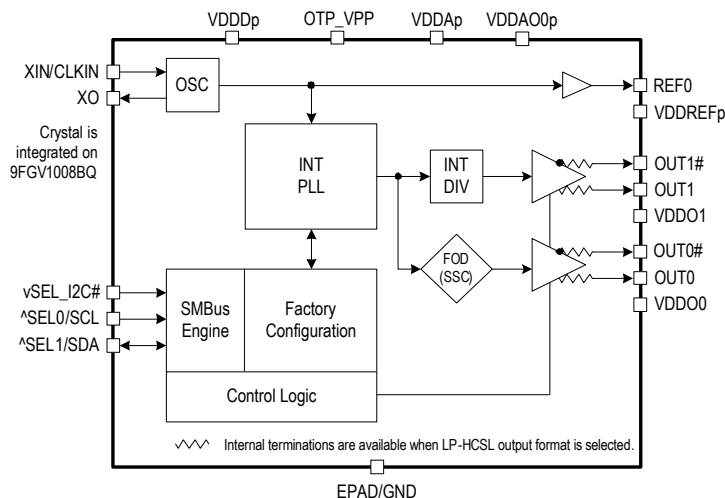 VDDDp
OTP_VPP
VDDAp
VDDAO0p
XIN/CLKIN
XO
OSC
REF0
VDDREFp
Crystal is
integrated on
9FGV1008BQ
INT
PLL
INT
DIV
OUT1#
OUT1
VDDO1
FOD
(SSC)
OUT0#
OUT0
VDDO0
vSEL_I2C#
^SEL0/SCL
^SEL1/SDA
SMBus
Engine
Factory
Configuration
Control Logic
Internal terminations are available when LP-HCSL output format is selected.
EPAD/GND